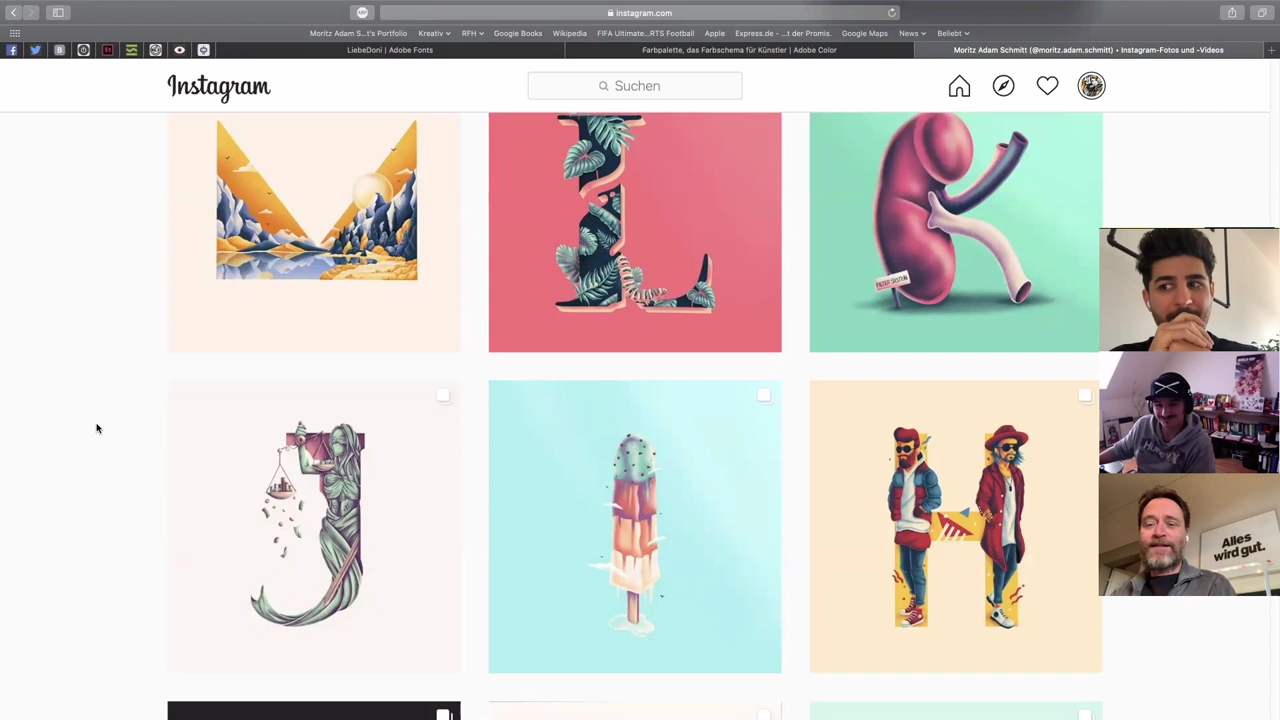 instagram.com
Moritz Adam S...t's Portfolio
Kreativ
RFH
Google Books
Wikipedia
FIFA Ultimate...RTS Football
Apple
Express.de - ...t der Promis.
Google Maps
News
Beliebt
LiebeDoni | Adobe Fonts
Farbpalette, das Farbschema für Künstler | Adobe Color
Moritz Adam Schmitt (@moritz.adam.schmitt) • Instagram-Fotos und -Videos
Instagram
Suchen
FILTER SYSTEM
Alles
wird gut.